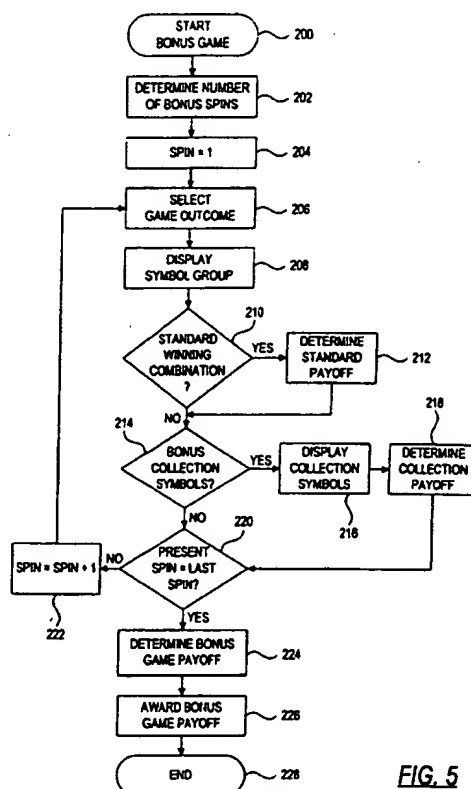 START
BONUS GAME
200
DETERMINE NUMBER
OF BONUS SPINS
202
SPIN = 1
204
SELECT
GAME OUTCOME
206
DISPLAY
SYMBOL GROUP
208
210
STANDARD
WINNING
COMBINATION
?
YES
DETERMINE
STANDARD
PAYOFF
212
NO
214
BONUS
COLLECTION
SYMBOLS?
YES
DISPLAY
COLLECTION
SYMBOLS
216
218
DETERMINE
COLLECTION
PAYOFF
NO
220
PRESENT
SPIN = LAST
SPIN?
NO
SPIN = SPIN + 1
222
YES
DETERMINE BONUS
GAME PAYOFF
224
AWARD BONUS
GAME PAYOFF
226
END
228
FIG. 5